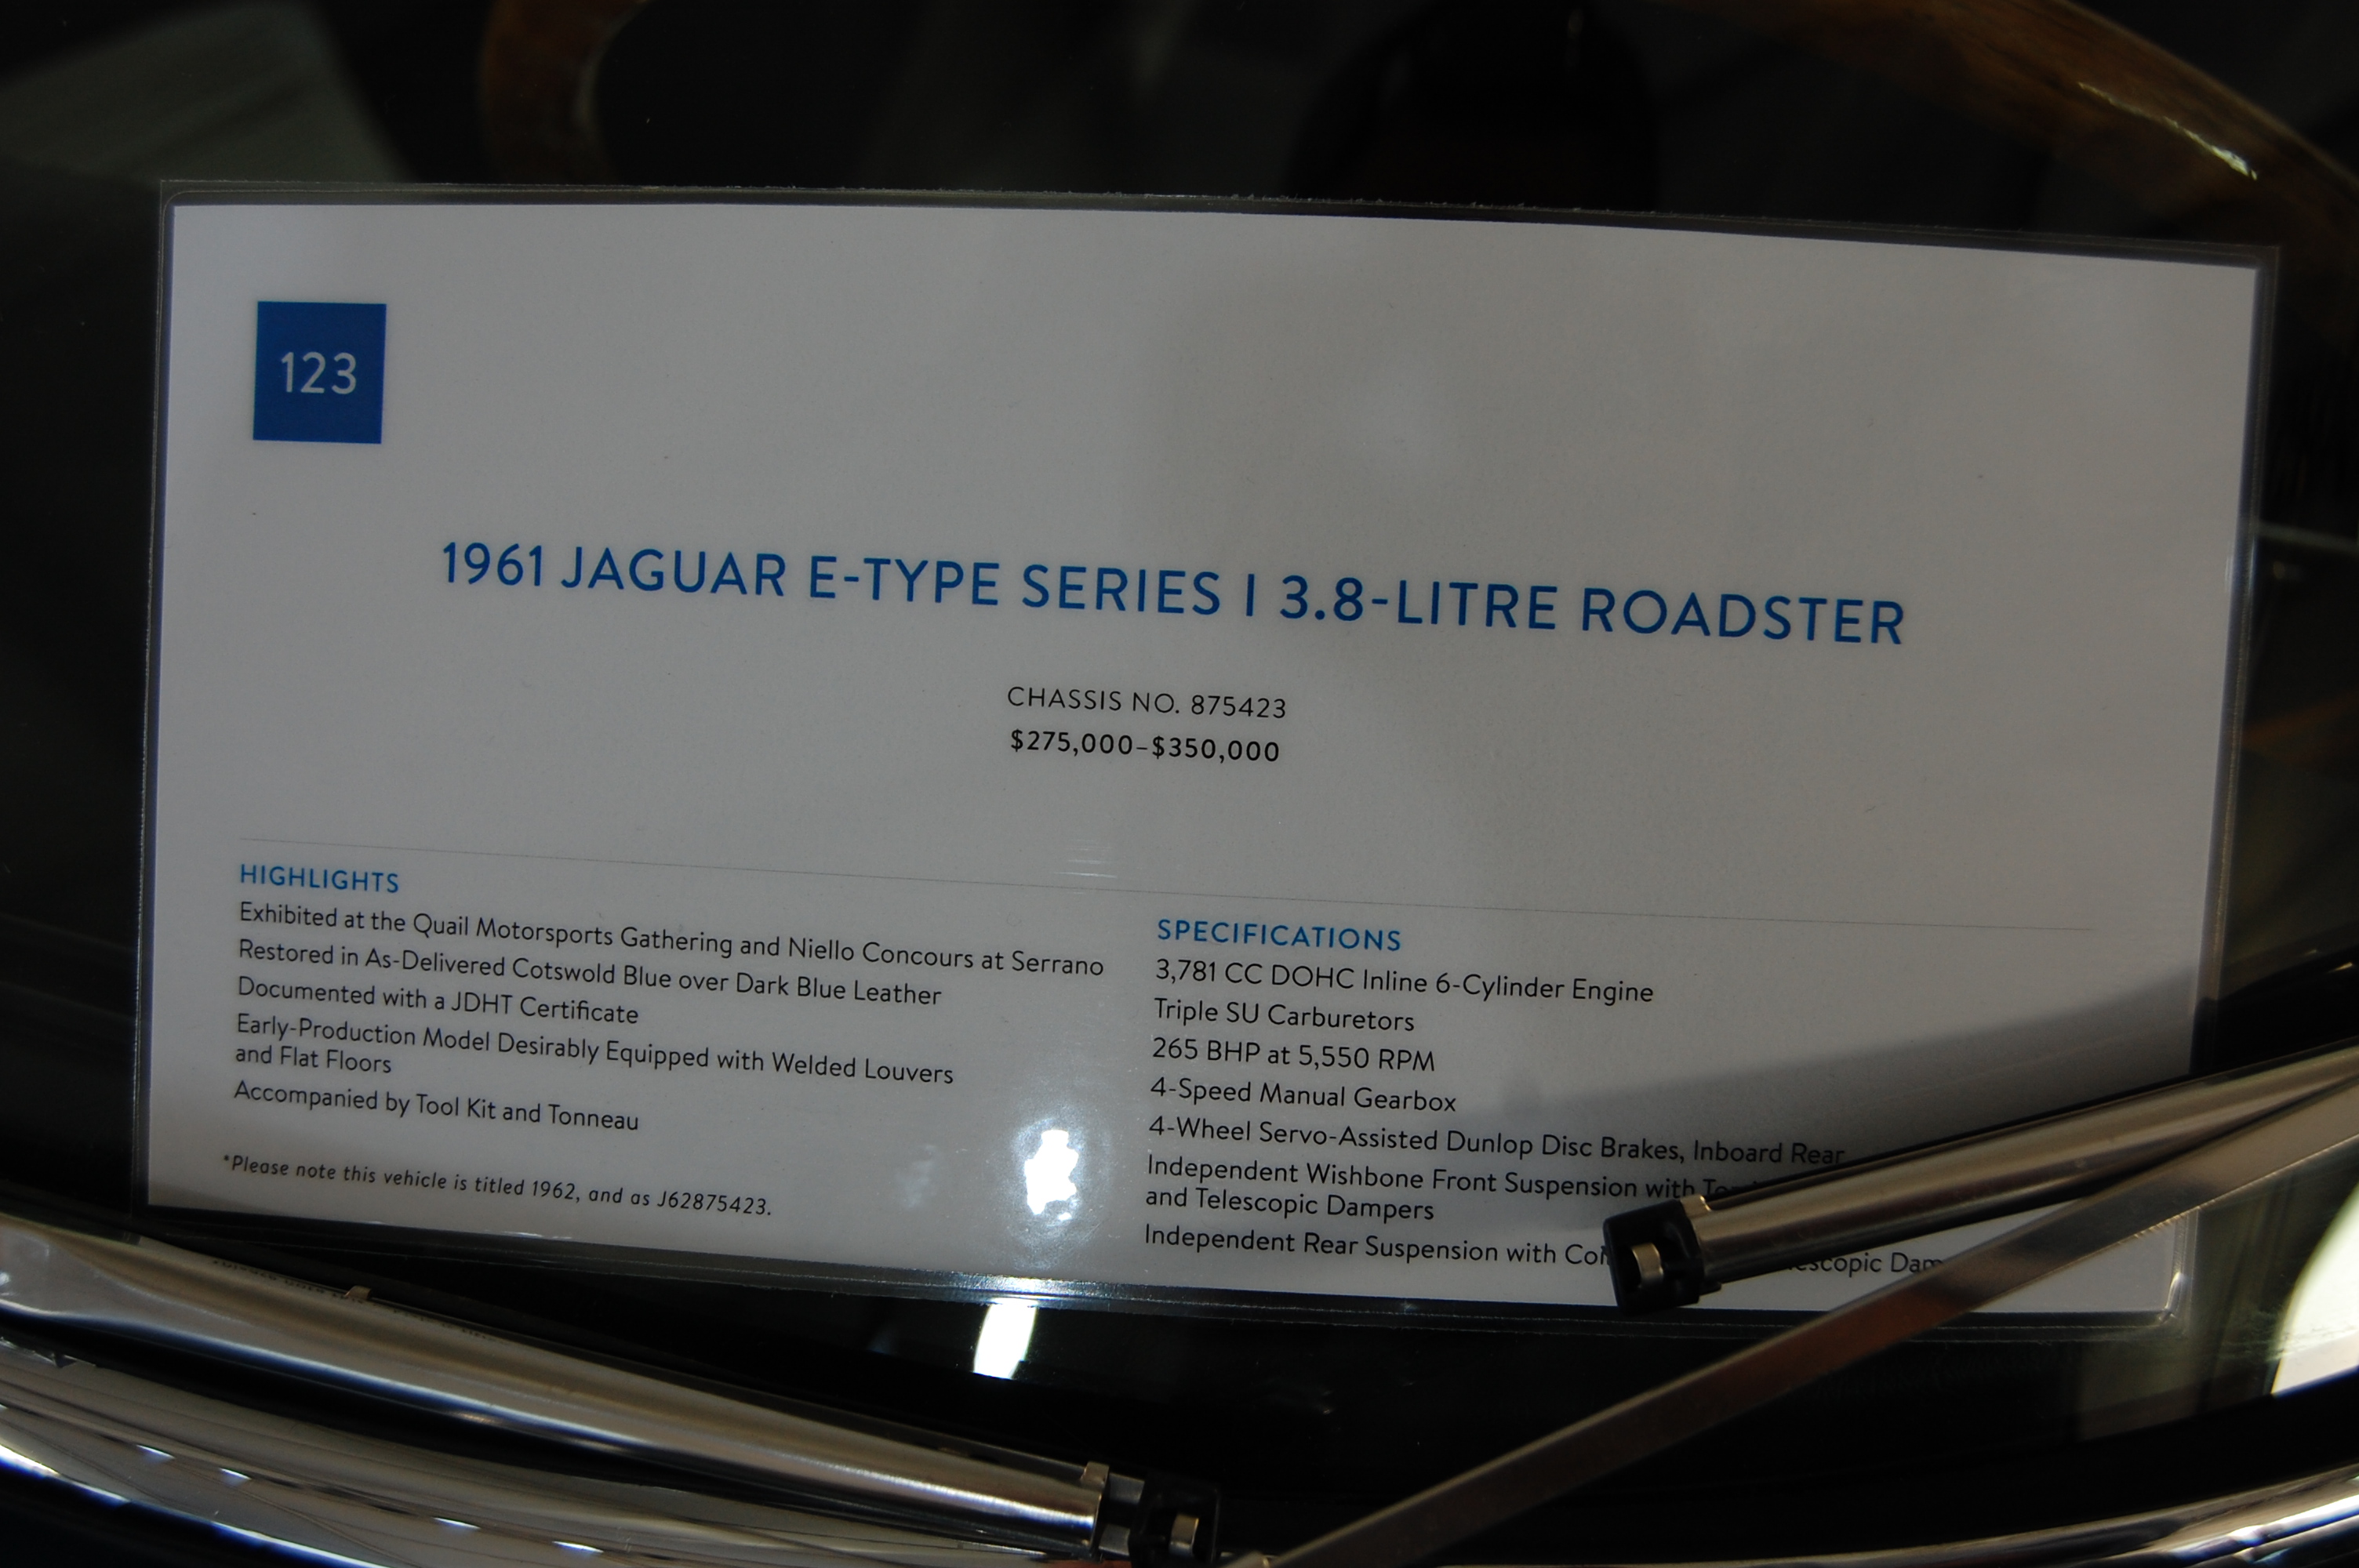 123
1961 JAGUAR E-TYPE SERIES I 3.8-LITRE ROADSTER
CHASSIS NO. 875423
$275,000–$350,000
HIGHLIGHTS
Exhibited at the Quail Motorsports Gathering and Niello Concours at Serrano
Restored in As-Delivered Cotswold Blue over Dark Blue Leather
Documented with a JDHT Certificate
Early-Production Model Desirably Equipped with Welded Louvers
and Flat Floors
Accompanied by Tool Kit and Tonneau
*Please note this vehicle is titled 1962, and as J62875423.
SPECIFICATIONS
3,781 CC DOHC Inline 6-Cylinder Engine
Triple SU Carburetors
265 BHP at 5,550 RPM
4-Speed Manual Gearbox
4-Wheel Servo-Assisted Dunlop Disc Brakes, Inboard Rear
Independent Wishbone Front Suspension with
and Telescopic Dampers
Independent Rear Suspension with